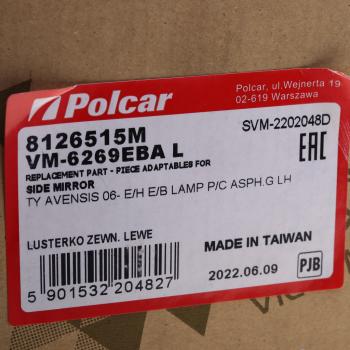 Polcar
Polcar, ul.Wejnerta 19
02-619 Warszawa
8126515M
SVM-2202048D
VM-6269EBA L
EAC
REPLACEMENT PART - PIECE ADAPTABLES FOR
SIDE MIRROR
TY AVENSIS 06- E/H E/B LAMP P/C ASPH.G LH
LUSTERKO ZEWN. LEWE
MADE IN TAIWAN
2022.06.09
PJB
5 901532 204827